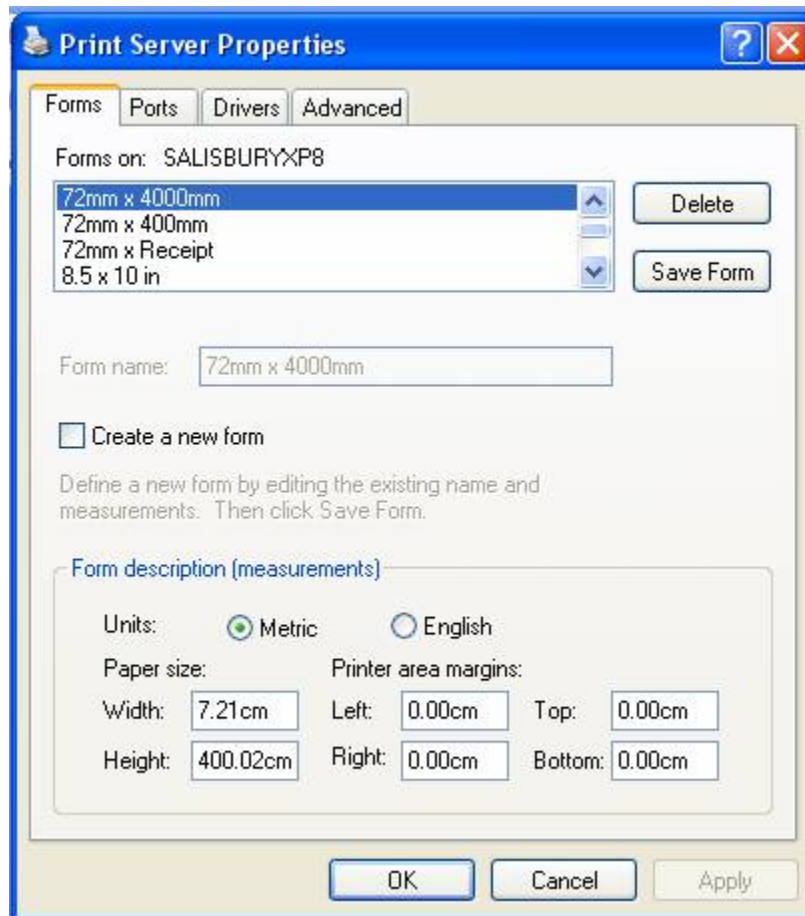 Print Server Properties
Forms Ports Drivers Advanced
Forms on: SALISBURYXP8
72mm x 4000mm
72mm x 400mm
72mm x Receipt
8.5 x 10 in
Delete
Save Form
Form name: 72mm x 4000mm
Create a new form
Define a new form by editing the existing name and
measurements. Then click Save Form.
Form description (measurements)
Units: Metric English
Paper size: Printer area margins:
Width: 7.21cm Left: 0.00cm Top: 0.00cm
Height: 400.02cm Right: 0.00cm Bottom: 0.00cm
OK Cancel Apply